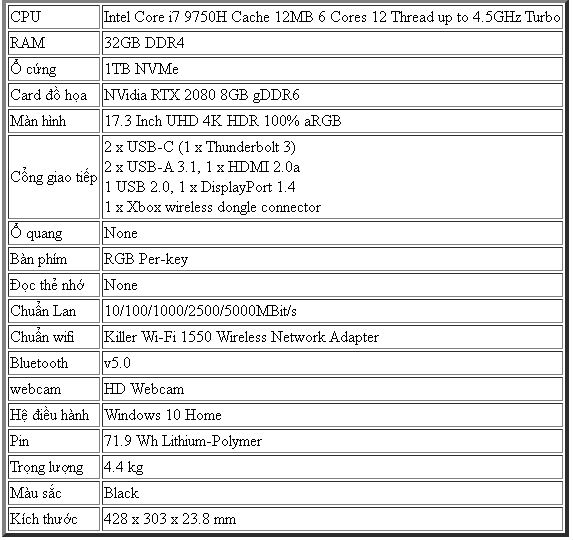 CPU Intel Core i7 9750H Cache 12MB 6 Cores 12 Thread up to 4.5GHz Turbo
RAM 32GB DDR4
Ổ cứng 1TB NVMe
Card đồ họa NVidia RTX 2080 8GB gDDR6
Màn hình 17.3 Inch UHD 4K HDR 100% aRGB
Cổng giao tiếp 2 x USB-C (1 x Thunderbolt 3)
2 x USB-A 3.1, 1 x HDMI 2.0a
1 USB 2.0, 1 x DisplayPort 1.4
1 x Xbox wireless dongle connector
Ổ quang None
Bàn phím RGB Per-key
Đọc thẻ nhớ None
Chuẩn Lan 10/100/1000/2500/5000MBit/s
Chuẩn wifi Killer Wi-Fi 1550 Wireless Network Adapter
Bluetooth v5.0
webcam HD Webcam
Hệ điều hành Windows 10 Home
Pin 71.9 Wh Lithium-Polymer
Trọng lượng 4.4 kg
Màu sắc Black
Kích thước 428 x 303 x 23.8 mm